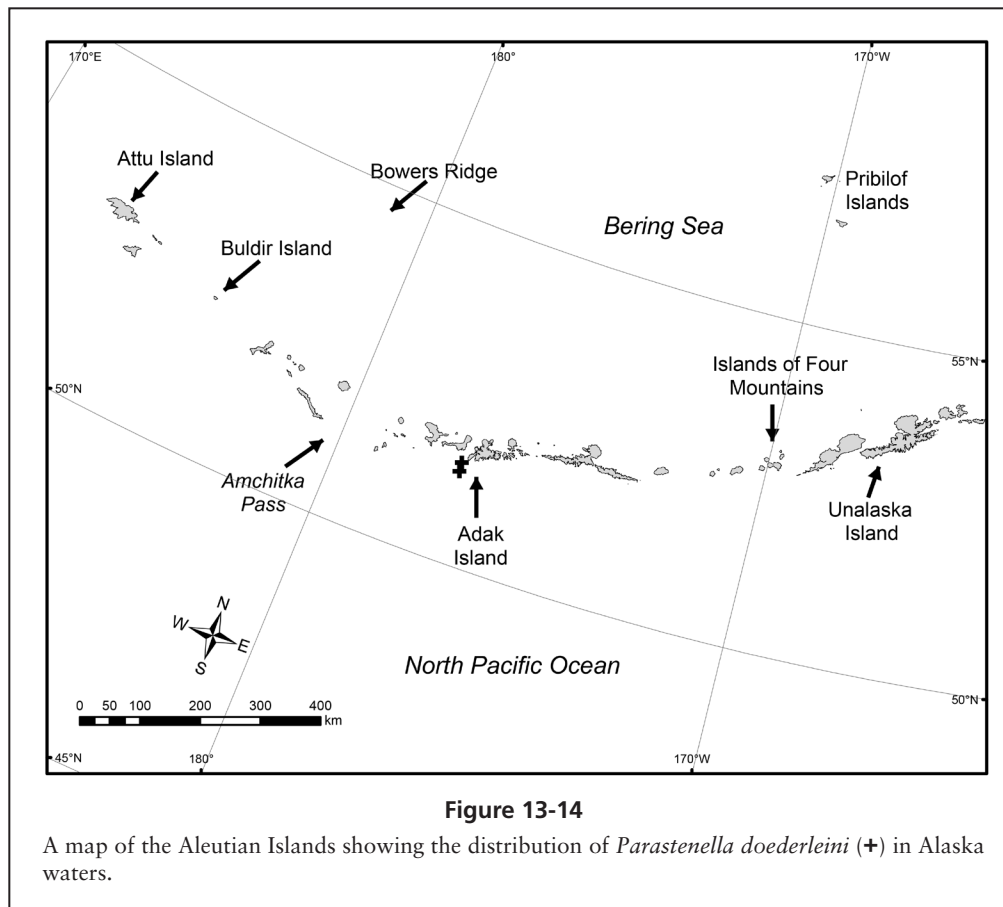 170°E
180°
170°W
Attu Island
Bowers Ridge
Pribilof
Islands
Bering Sea
Buldir Island
55°N
Islands of Four
Mountains
50°N
Amchitka
Pass
Adak
Island
Unalaska
Island
N
W
E
S
North Pacific Ocean
50°N
0 50 100 200 300 400
km
45°N
180°
170°W
Figure 13-14
A map of the Aleutian Islands showing the distribution of Parastenella doederleini (+) in Alaska
waters.